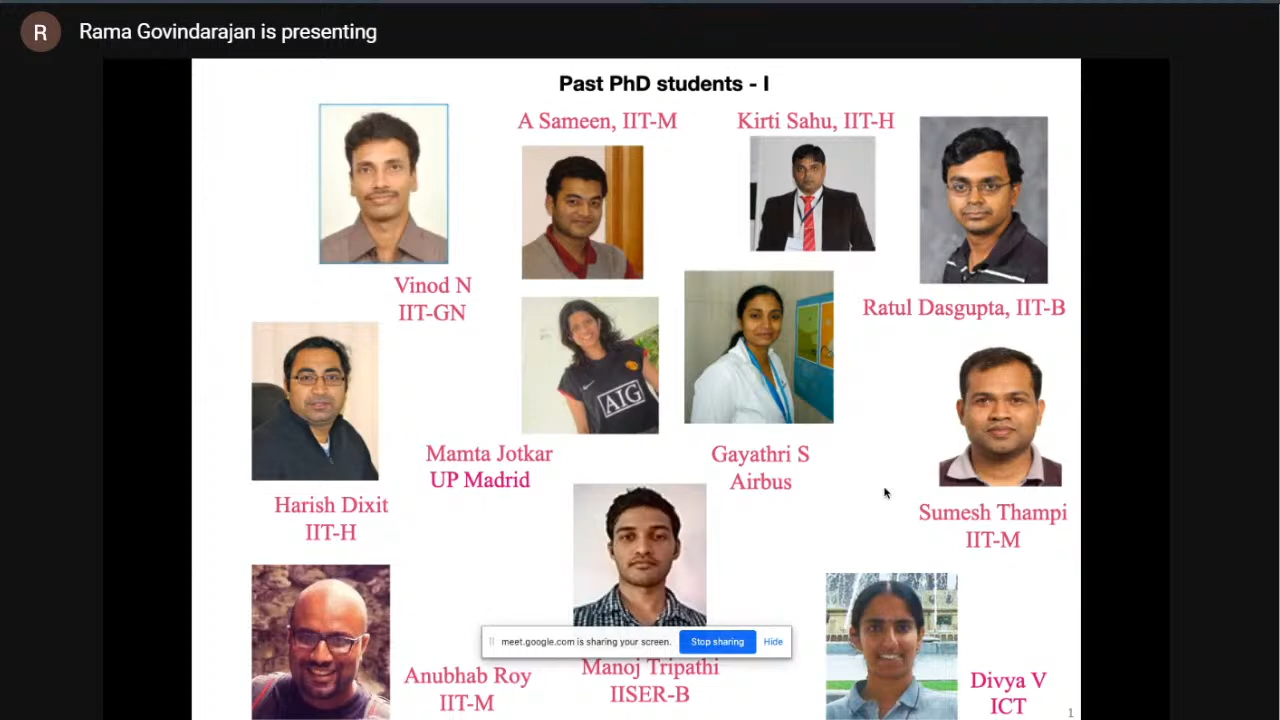 R
Rama Govindarajan is presenting
Past PhD students - I
A Sameen, IIT-M
Kirti Sahu, IIT-H
Vinod N
IIT-GN
Ratul Dasgupta, IIT-B
AIG
Mamta Jotkar
UP Madrid
Gayathri S
Airbus
Harish Dixit
IIT-H
Sumesh Thampi
IIT-M
meet.google.com is sharing your screen.
Stop sharing
Hide
Anubhab Roy
IIT-M
Manoj Tripathi
IISER-B
Divya V
ICT
1